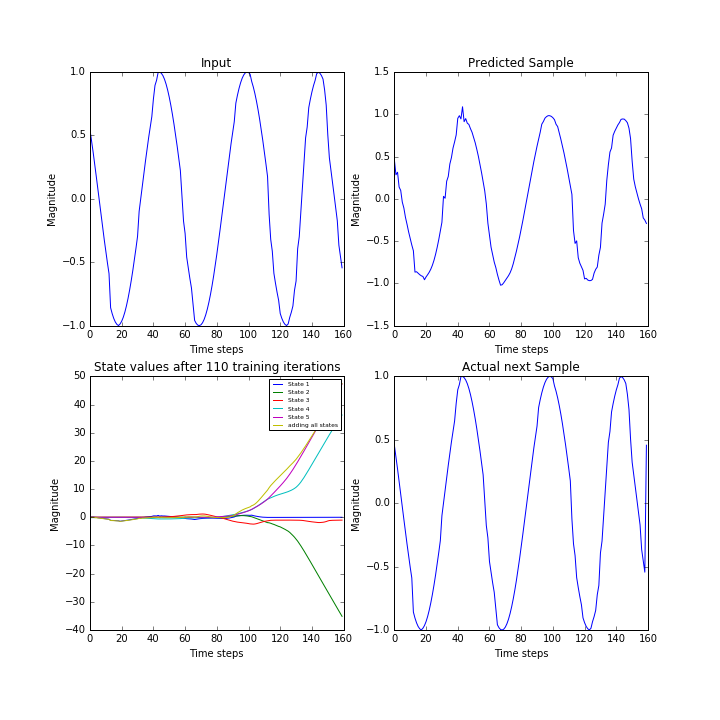 Input
1.0
0.5
0.0
−0.5
−1.0
Magnitude
0 20 40 60 80 100 120 140 160
Time steps
Predicted Sample
1.5
1.0
0.5
0.0
−0.5
−1.0
−1.5
Magnitude
0 20 40 60 80 100 120 140 160
Time steps
State values after 110 training iterations
50
40
30
20
10
0
−10
−20
−30
−40
Magnitude
State 1
State 2
State 3
State 4
State 5
adding all states
0 20 40 60 80 100 120 140 160
Time steps
Actual next Sample
1.0
0.5
0.0
−0.5
−1.0
Magnitude
0 20 40 60 80 100 120 140 160
Time steps